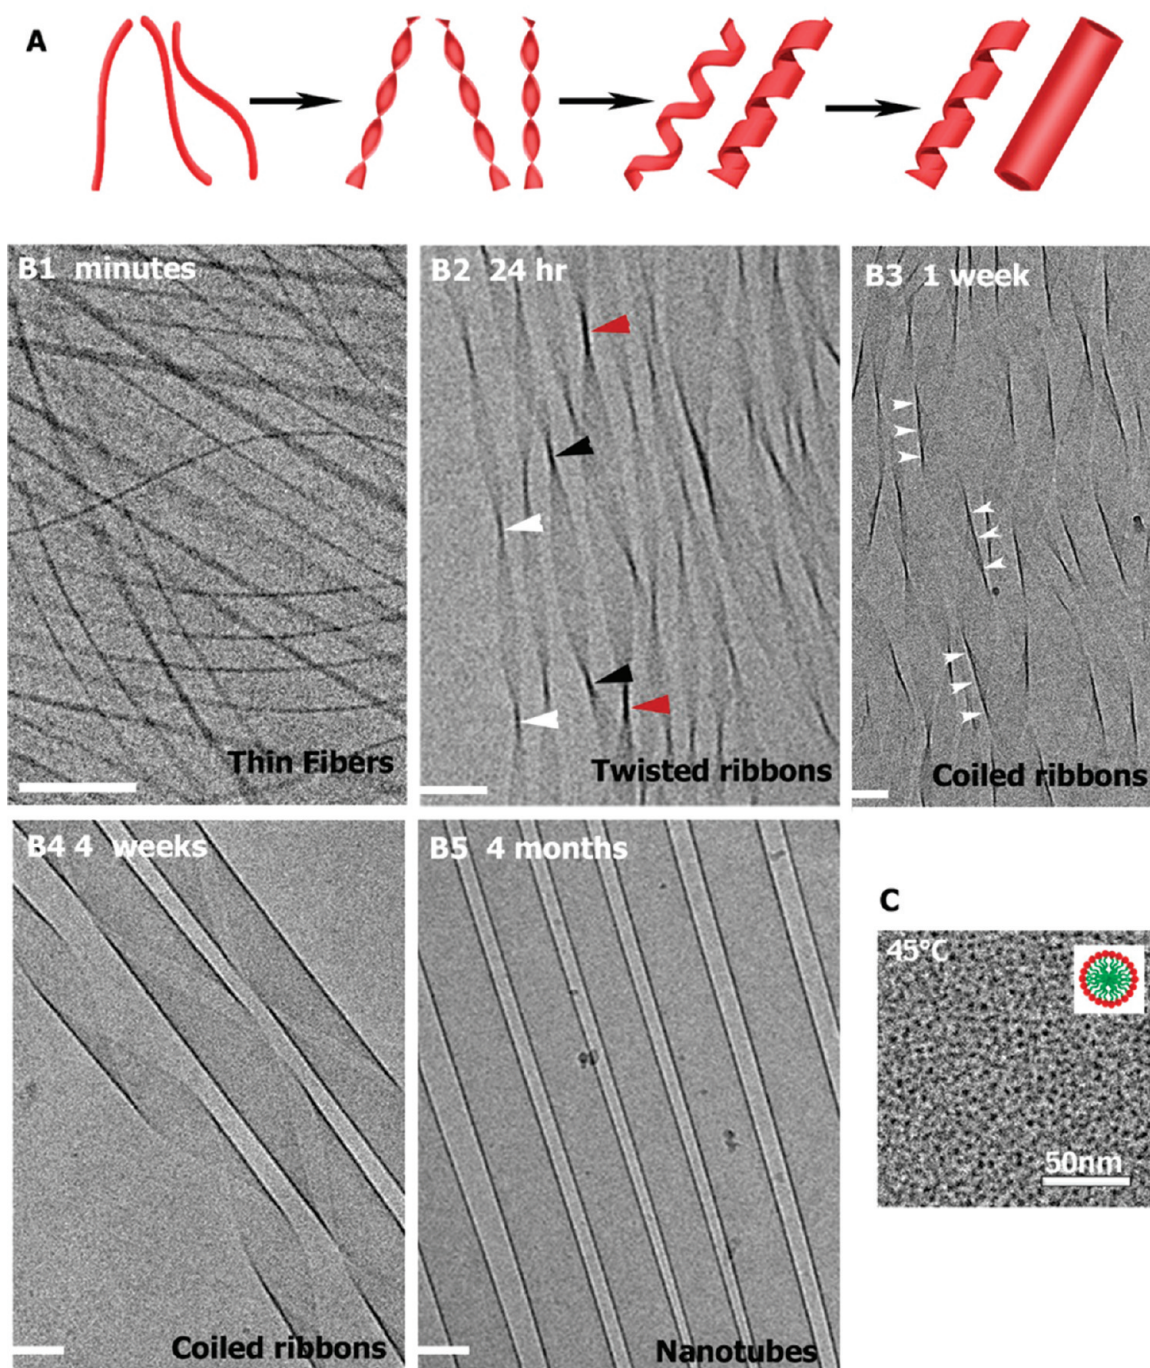 A
B1 minutes
Thin Fibers
B2 24 hr
Twisted ribbons
B3 1 week
Coiled ribbons
B4 4 weeks
Coiled ribbons
B5 4 months
Nanotubes
C
45°C
50nm